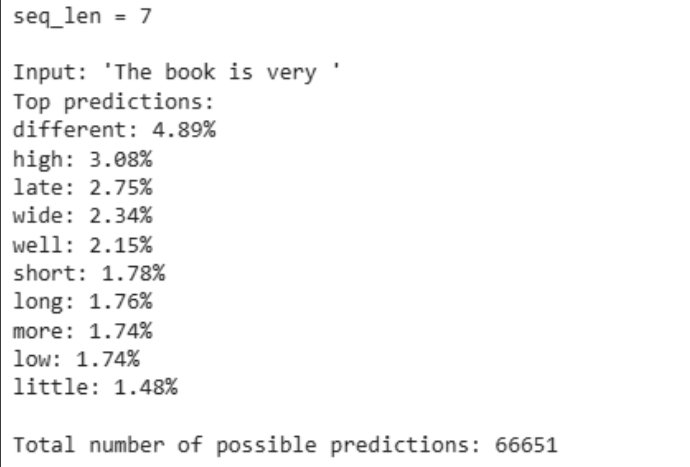 seq_len = 7
Input: 'The book is very '
Top predictions:
different: 4.89%
high: 3.08%
late: 2.75%
wide: 2.34%
well: 2.15%
short: 1.78%
long: 1.76%
more: 1.74%
low: 1.74%
little: 1.48%
Total number of possible predictions: 66651